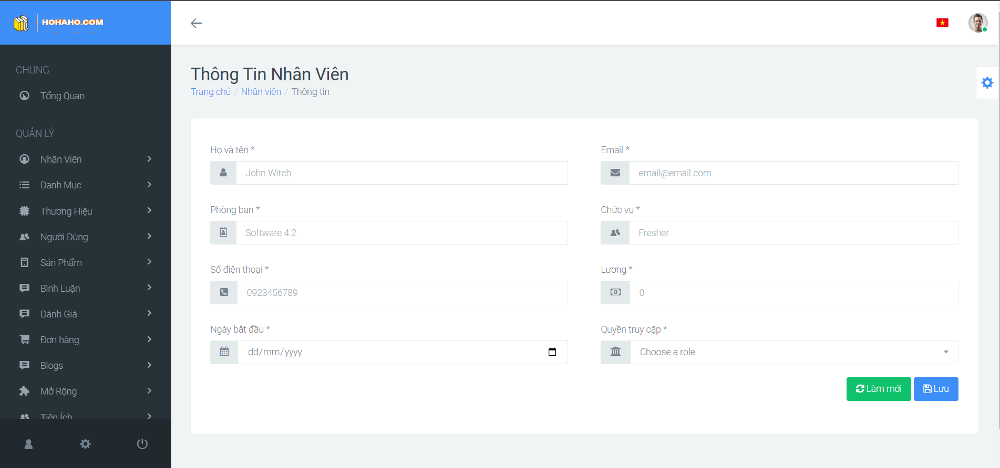 HOHAHO.COM
CHUNG
Tổng Quan
QUẢN LÝ
Nhân Viên
Danh Mục
Thương Hiệu
Người Dùng
Sản Phẩm
Bình Luận
Đánh Giá
Đơn hàng
Blogs
Mở Rộng
Tiện Ích
Thông Tin Nhân Viên
Trang chủ / Nhân viên / Thông tin
Họ và tên *
John Witch
Email *
email@email.com
Phòng ban *
Software 4.2
Chức vụ *
Fresher
Số điện thoại *
0923456789
Lương *
0
Ngày bắt đầu *
dd/mm/yyyy
Quyền truy cập *
Choose a role
Làm mới
Lưu